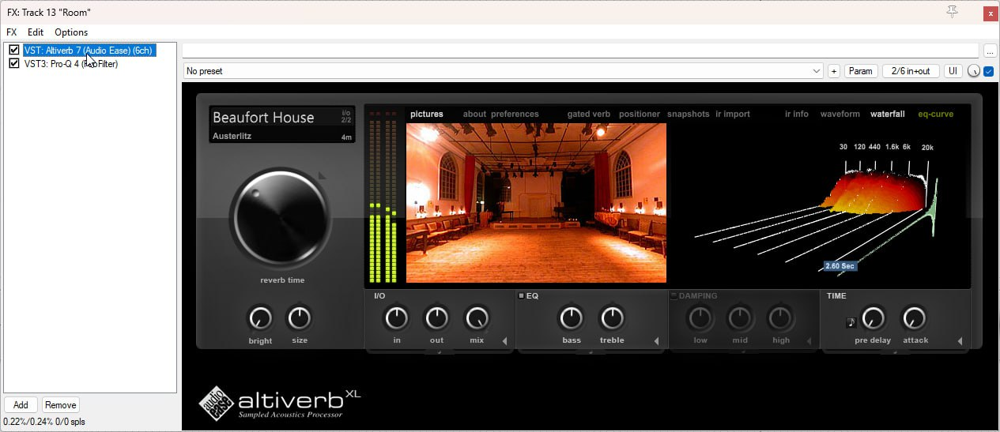 FX: Track 13 "Room"
x
FX Edit Options
VST: Altiverb 7 (Audio Ease) (6ch)
...
VST3: Pro-Q 4 (Filter)
No preset
+ Param 2/6 in+out UI
Beaufort House
i/o
2/2
Austerlitz 4m
pictures about preferences gated verb positioner snapshots ir import ir info waveform waterfall eq-curve
30 120 440 1.6k 6k 20k
2.60 Sec
reverb time
I/O EQ DAMPING TIME
bright size in out mix bass treble low mid high pre delay attack
Add Remove
0.22%/0.24% 0/0 spls
audio
ease
altiverb XL
Sampled Acoustics Processor